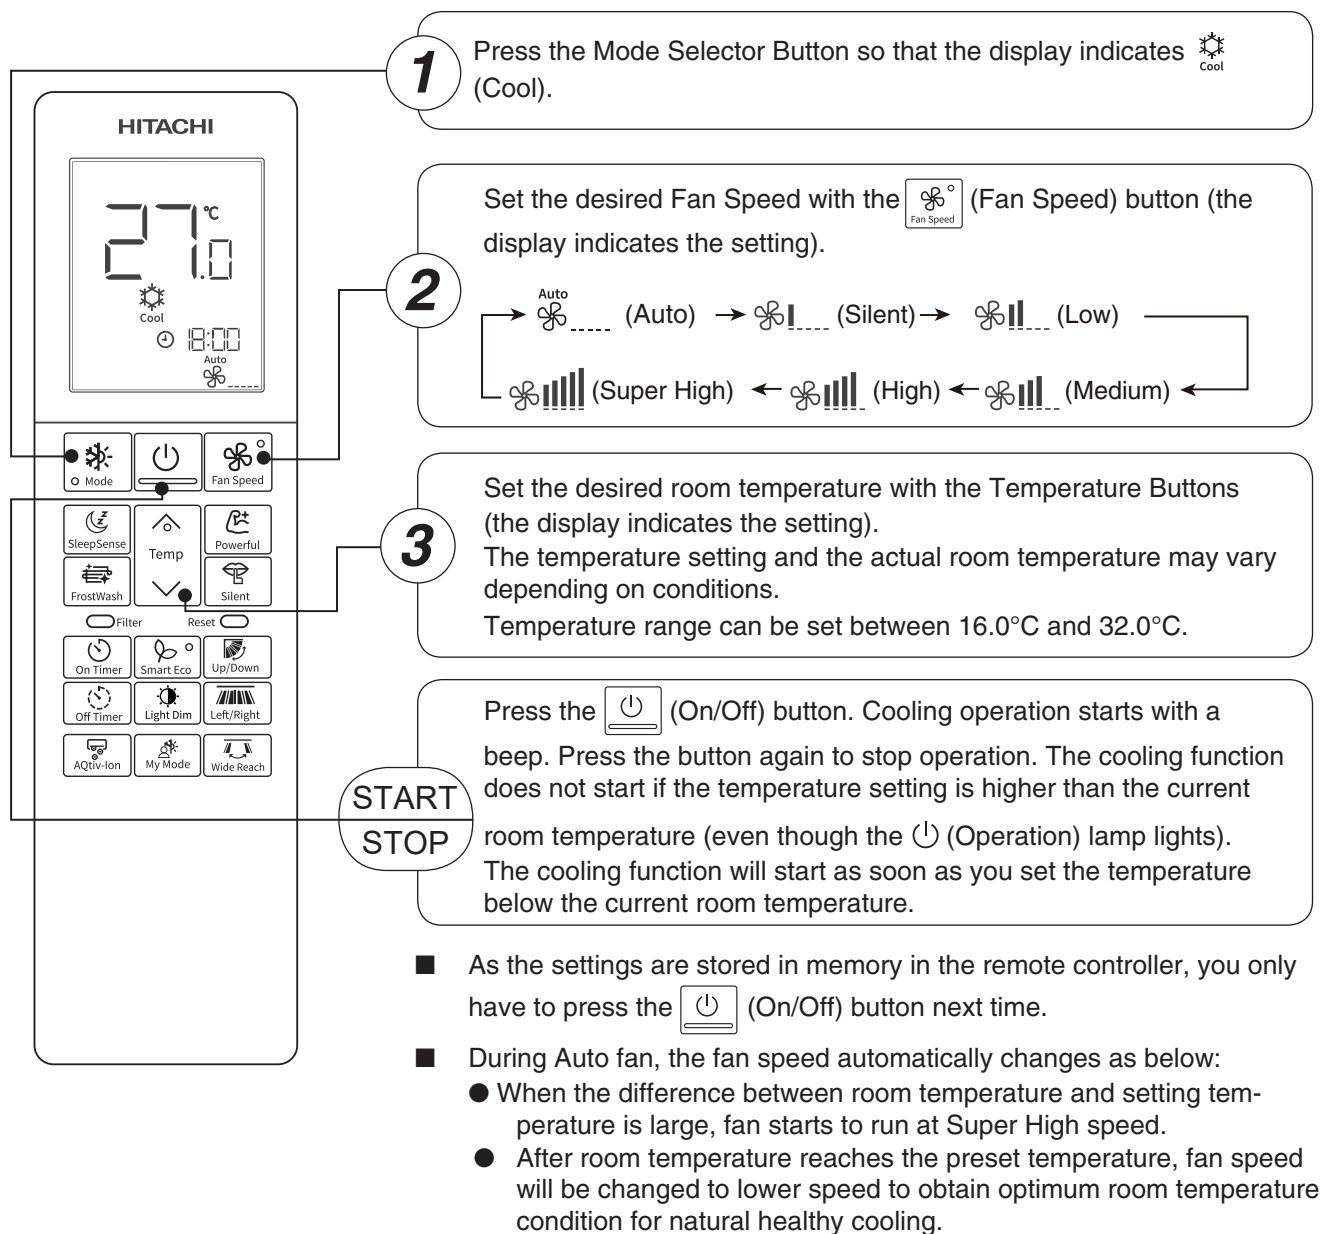 1
Press the Mode Selector Button so that the display indicates Cool
(Cool).
HITACHI
27.0 °C
Cool
18:00
Auto
Mode
Fan Speed
SleepSense
Temp
Powerful
FrostWash
Silent
Filter Reset
On Timer Smart Eco Up/Down
Off Timer Light Dim Left/Right
AQtiv-Ion My Mode Wide Reach
2
Set the desired Fan Speed with the Fan Speed (Fan Speed) button (the
display indicates the setting).
Auto (Auto) (Silent) (Low)
(Super High) (High) (Medium)
3
Set the desired room temperature with the Temperature Buttons
(the display indicates the setting).
The temperature setting and the actual room temperature may vary
depending on conditions.
Temperature range can be set between 16.0°C and 32.0°C.
START
STOP
Press the (On/Off) button. Cooling operation starts with a
beep. Press the button again to stop operation. The cooling function
does not start if the temperature setting is higher than the current
room temperature (even though the (Operation) lamp lights).
The cooling function will start as soon as you set the temperature
below the current room temperature.
■ As the settings are stored in memory in the remote controller, you only
have to press the (On/Off) button next time.
■ During Auto fan, the fan speed automatically changes as below:
● When the difference between room temperature and setting tem-
perature is large, fan starts to run at Super High speed.
● After room temperature reaches the preset temperature, fan speed
will be changed to lower speed to obtain optimum room temperature
condition for natural healthy cooling.